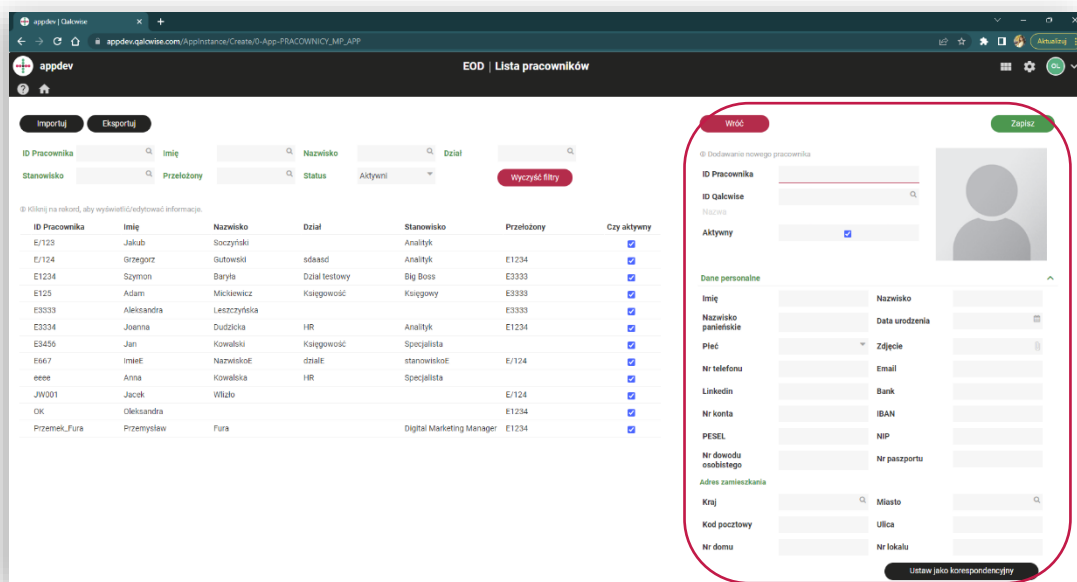 appdev | Qalcwise
appdev.qalcwise.com/AppInstance/Create/0-App-PRACOWNICY_MP_APP
Aktualizuj
appdev
EOD | Lista pracowników
OL
Importuj Eksportuj
ID Pracownika Imię Nazwisko Dział
Stanowisko Przełożony Status Aktywni Wyczyść filtry
Kliknij na rekord, aby wyświetlić/edytować informacje.
ID Pracownika Imię Nazwisko Dział Stanowisko Przełożony Czy aktywny
E/123 Jakub Soczyński Analityk
E/124 Grzegorz Gutowski sdaasd Analityk E1234
E1234 Szymon Baryła Dział testowy Big Boss E3333
E125 Adam Mickiewicz Księgowość Księgowy E3333
E3333 Aleksandra Leszczyńska E3333
E3334 Joanna Dudzicka HR Analityk E1234
E3456 Jan Kowalski Księgowość Specjalista
E667 ImieE NazwiskoE dzialE stanowiskoE E/124
eeee Anna Kowalska HR Specjalista
JW001 Jacek Wlizło E/124
OK Oleksandra E1234
Przemek_Fura Przemysław Fura Digital Marketing Manager E1234
Wróć Zapisz
Dodawanie nowego pracownika
ID Pracownika
ID Qalcwise
Nazwa
Aktywny
Dane personalne
Imię Nazwisko
Nazwisko panieńskie Data urodzenia
Płeć Zdjęcie
Nr telefonu Email
Linkedin Bank
Nr konta IBAN
PESEL NIP
Nr dowodu osobistego Nr paszportu
Adres zamieszkania
Kraj Miasto
Kod pocztowy Ulica
Nr domu Nr lokalu
Ustaw jako korespondencyjny